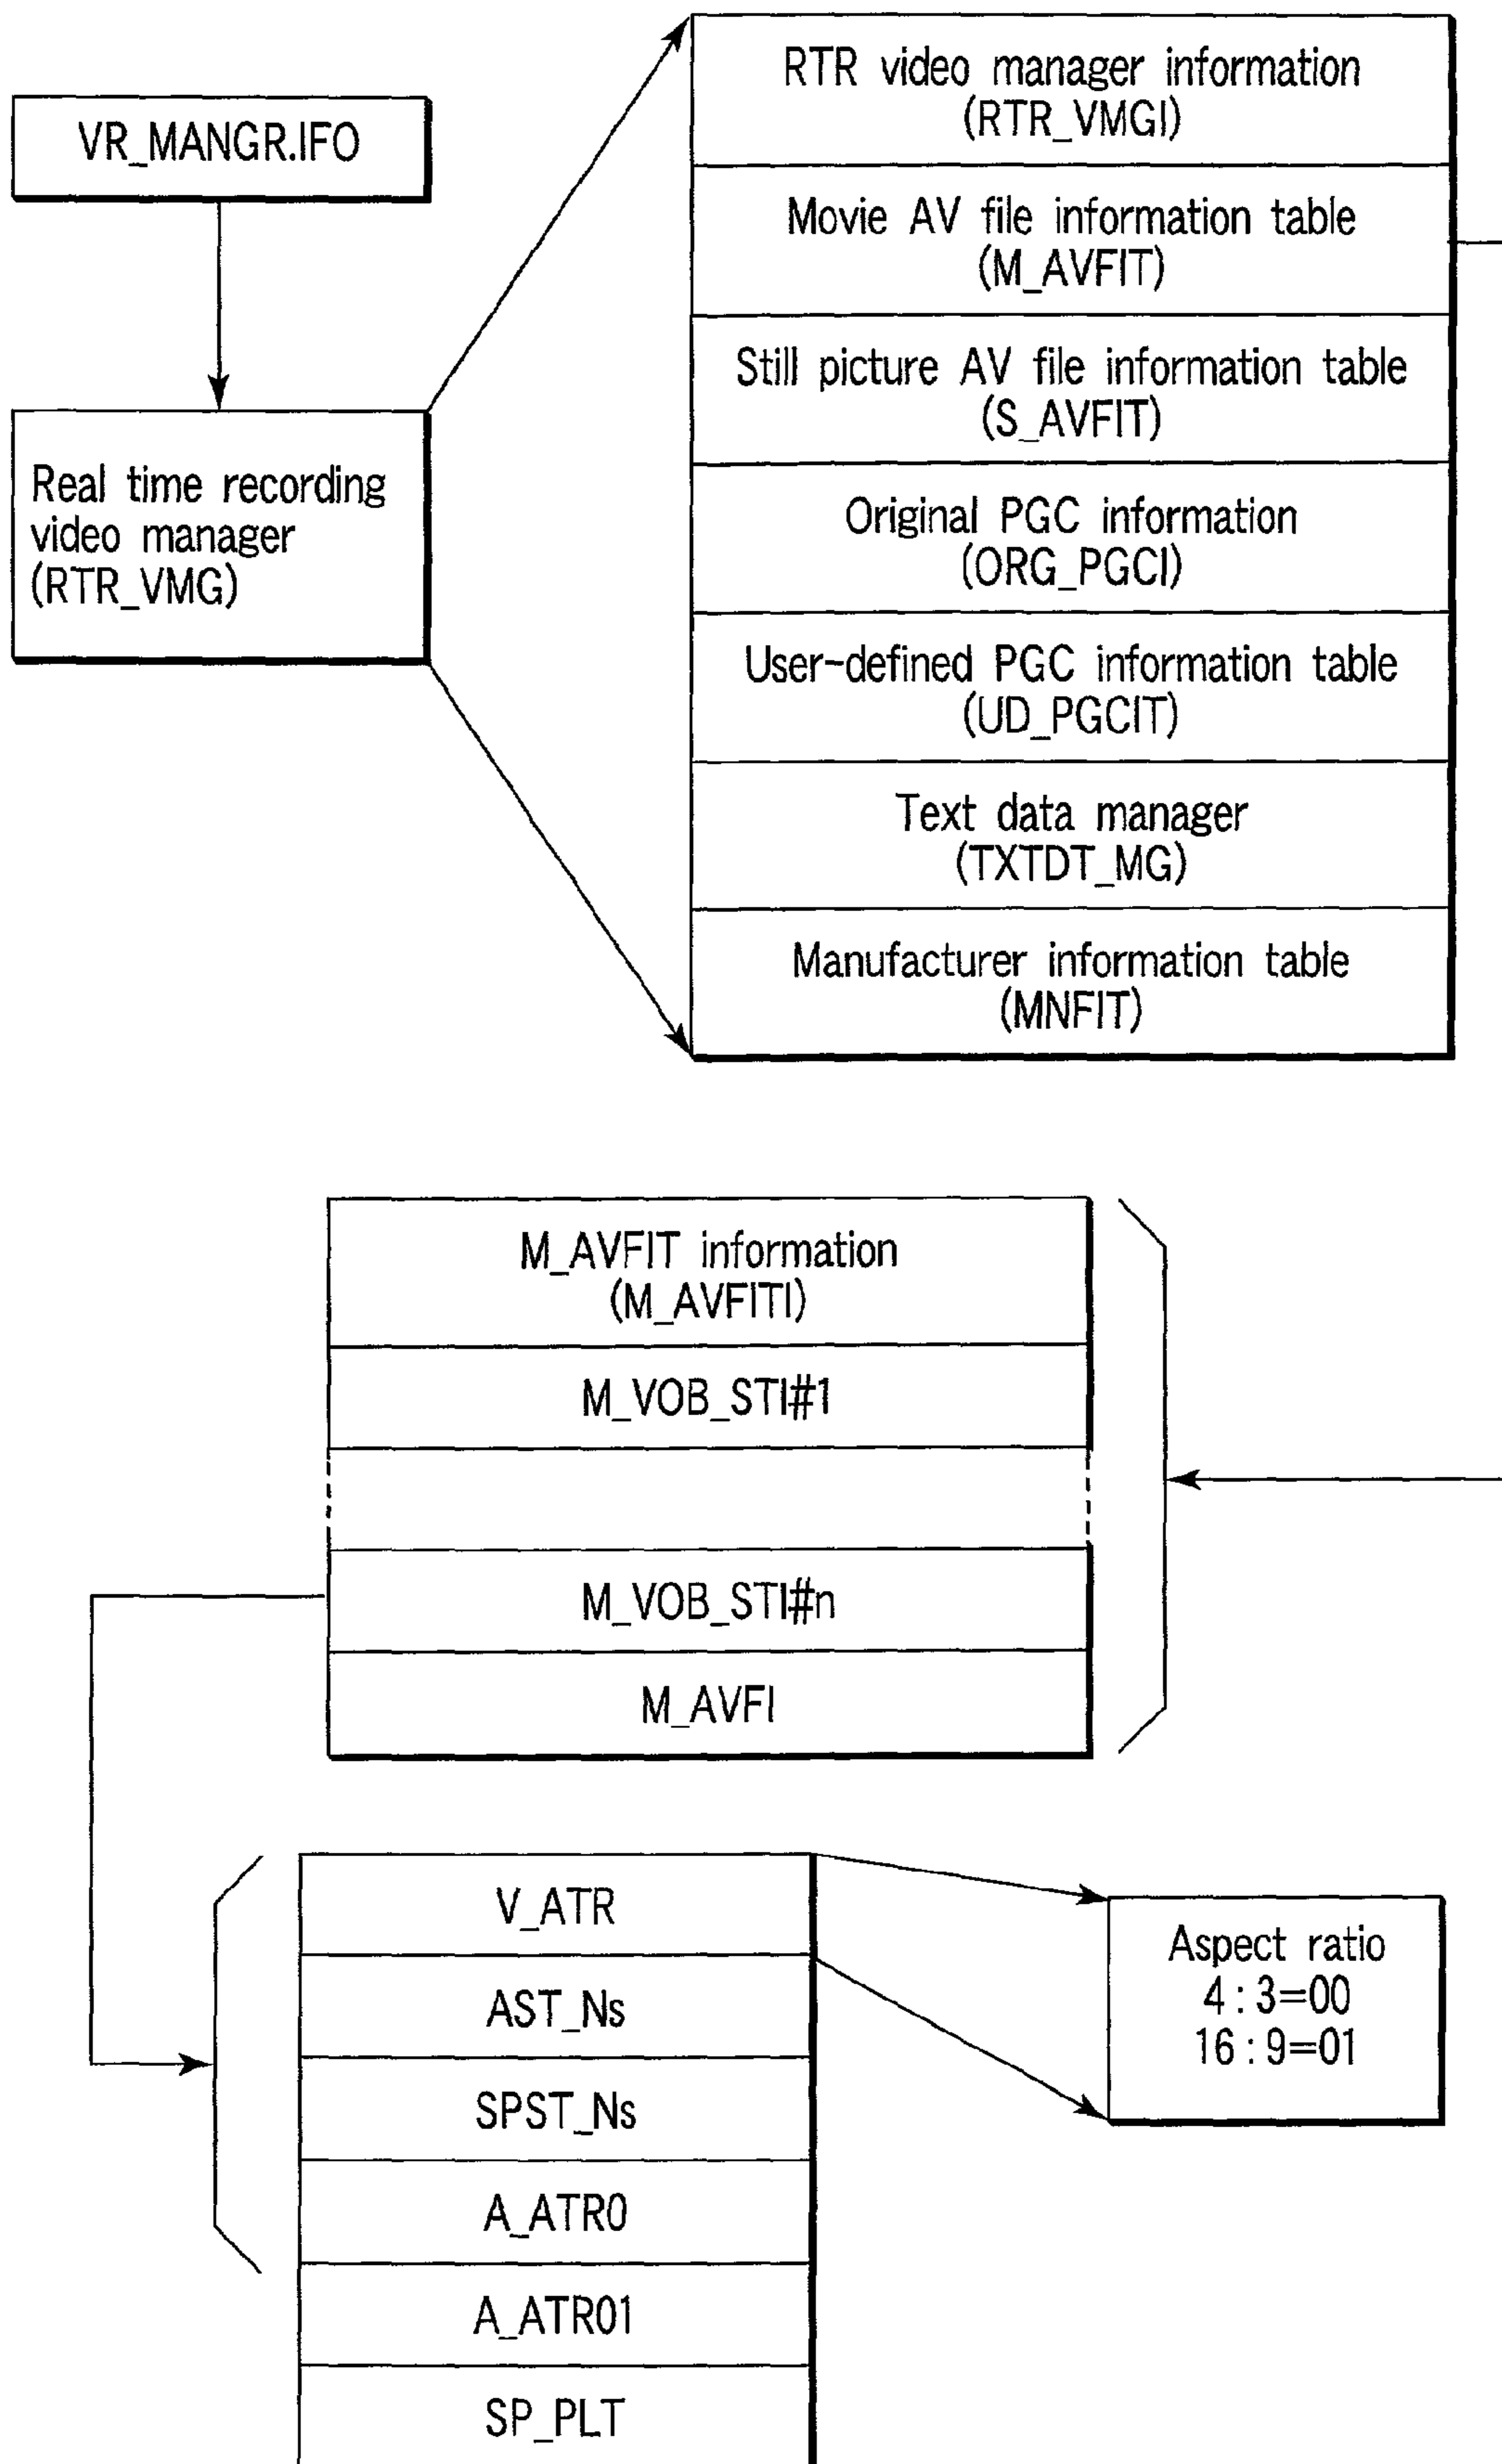 VR_MANGR.IFO
Real time recording
video manager
(RTR_VMG)
RTR video manager information
(RTR_VMGI)
Movie AV file information table
(M_AVFIT)
Still picture AV file information table
(S_AVFIT)
Original PGC information
(ORG_PGCI)
User-defined PGC information table
(UD_PGCIT)
Text data manager
(TXTDT_MG)
Manufacturer information table
(MNFIT)
M_AVFIT information
(M_AVFITI)
M_VOB_STI#1
M_VOB_STI#n
M_AVFI
V_ATR
AST_Ns
SPST_Ns
A_ATR0
A_ATR01
SP_PLT
Aspect ratio
4 : 3=00
16 : 9=01